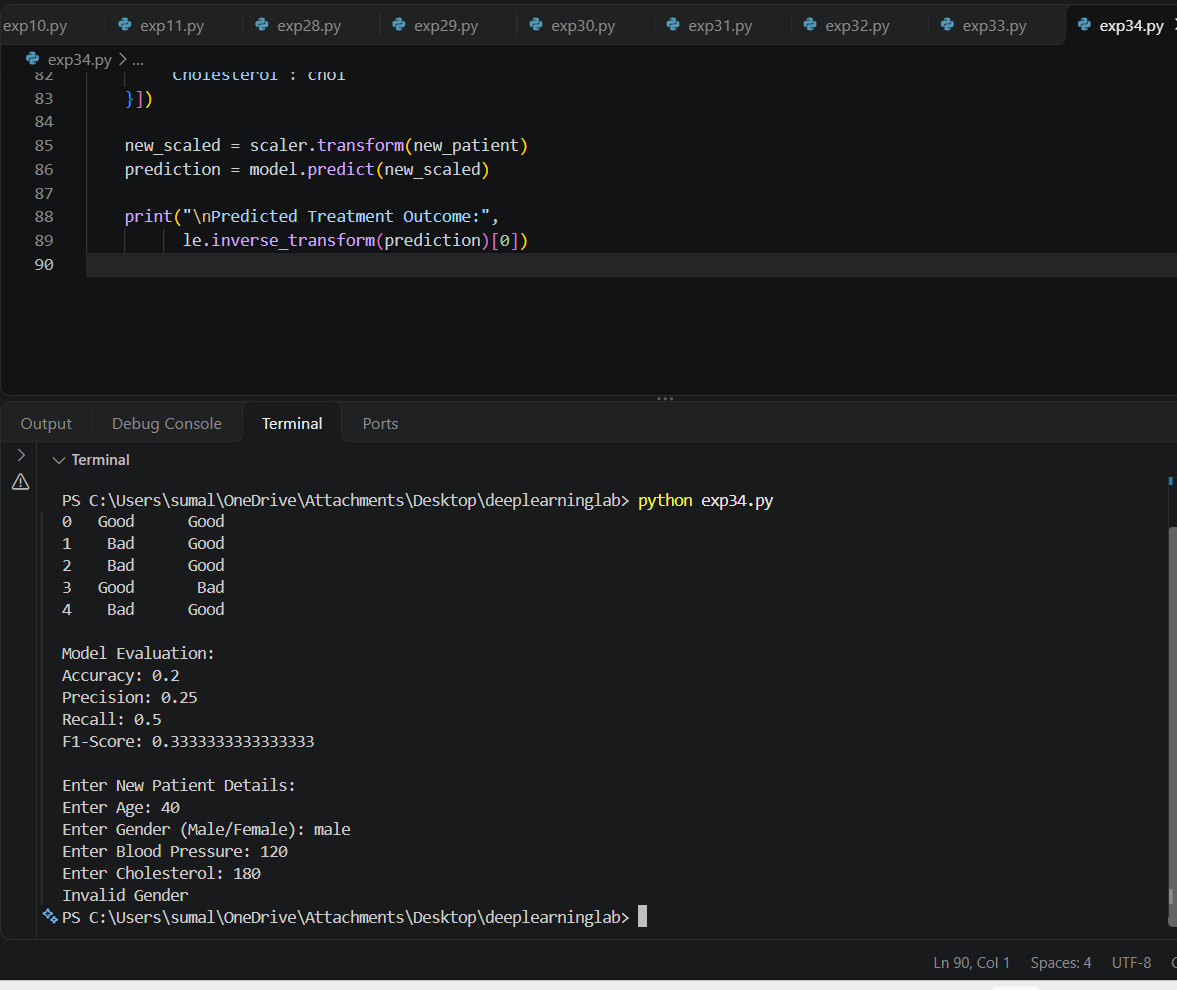 exp10.py exp11.py exp28.py exp29.py exp30.py exp31.py exp32.py exp33.py exp34.py
exp34.py > ...
82 Cholesterol : chol
83 }])
84
85 new_scaled = scaler.transform(new_patient)
86 prediction = model.predict(new_scaled)
87
88 print("\nPredicted Treatment Outcome:",
89 le.inverse_transform(prediction)[0])
90
Output Debug Console Terminal Ports
Terminal
PS C:\Users\sumal\OneDrive\Attachments\Desktop\deeplearninglab> python exp34.py
0 Good Good
1 Bad Good
2 Bad Good
3 Good Bad
4 Bad Good
Model Evaluation:
Accuracy: 0.2
Precision: 0.25
Recall: 0.5
F1-Score: 0.3333333333333333
Enter New Patient Details:
Enter Age: 40
Enter Gender (Male/Female): male
Enter Blood Pressure: 120
Enter Cholesterol: 180
Invalid Gender
PS C:\Users\sumal\OneDrive\Attachments\Desktop\deeplearninglab>
Ln 90, Col 1 Spaces: 4 UTF-8